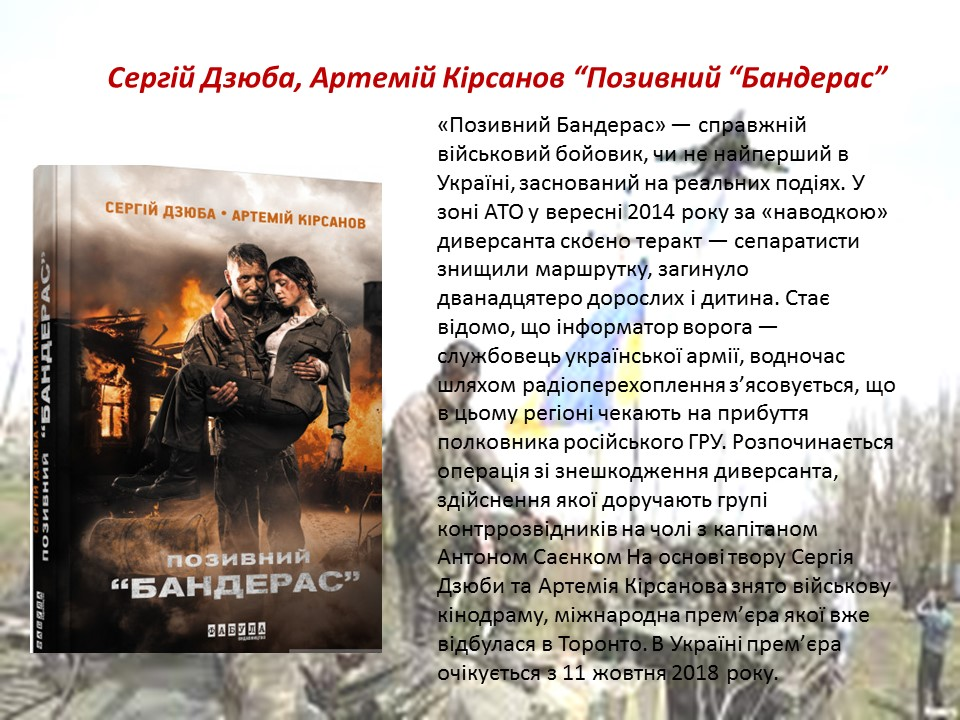 Сергій Дзюба, Артемій Кірсанов “Позивний “Бандерас”
«Позивний Бандерас» — справжній
військовий бойовик, чи не найперший в
Україні, заснований на реальних подіях. У
зоні АТО у вересні 2014 року за «наводкою»
диверсанта скоєно теракт — сепаратисти
знищили маршрутку, загинуло
дванадцятеро дорослих і дитина. Стає
відомо, що інформатор ворога —
службовець української армії, водночас
шляхом радіоперехоплення з’ясовується, що
в цьому регіоні чекають на прибуття
полковника російського ГРУ. Розпочинається
операція зі знешкодження диверсанта,
здійснення якої доручають групі
контррозвідників на чолі з капітаном
Антоном Саєнком На основі твору Сергія
Дзюби та Артемія Кірсанова знято військову
кінодраму, міжнародна прем’єра якої вже
відбулася в Торонто. В Україні прем’єра
очікується з 11 жовтня 2018 року.
СЕРГІЙ ДЗЮБА • АРТЕМІЙ КІРСАНОВ
ПОЗИВНИЙ
“БАНДЕРАС”
ФАБУЛА
СЕРГІЙ ДЗЮБА • АРТЕМІЙ КІРСАНОВ
ПОЗИВНИЙ “БАНДЕРАС”
ФАБУЛА